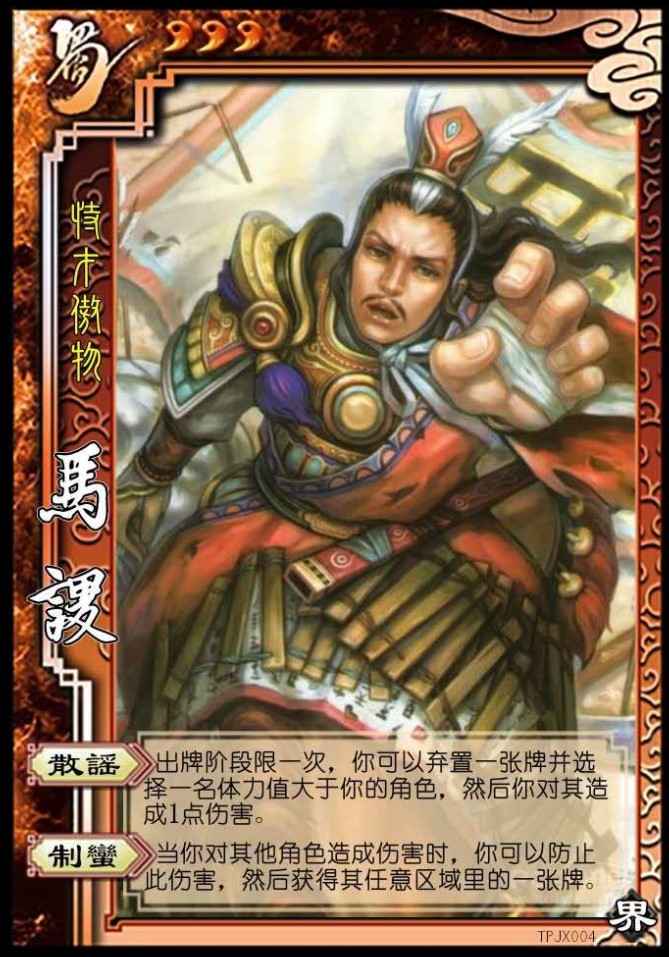 蜀
恃才傲物
馬謖
散謠
出牌阶段限一次，你可以弃置一张牌并选
择一名体力值大于你的角色，然后你对其造
成1点伤害。
制蠻
当你对其他角色造成伤害时，你可以防止
此伤害，然后获得其任意区域里的一张牌。
界
TPJX004